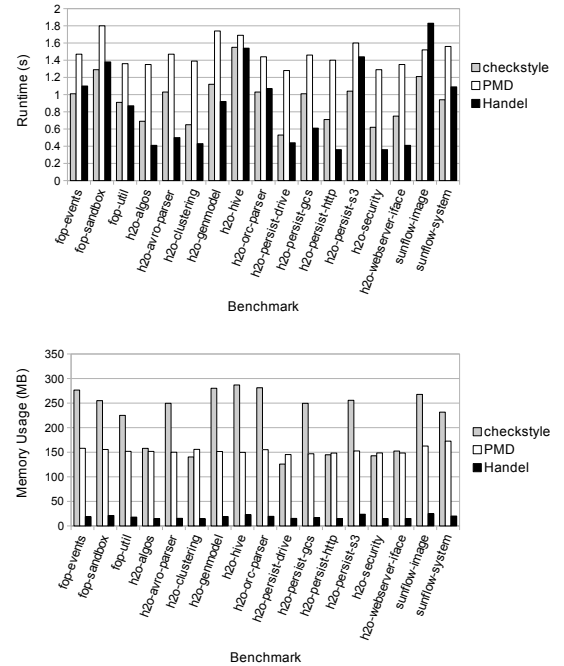 2
1.8
1.6
1.4
1.2
1
0.8
0.6
0.4
0.2
0
Runtime (s)
fop-events
fop-sandbox
fop-util
h2o-algos
h2o-avro-parser
h2o-clustering
h2o-genmodel
h2o-hive
h2o-orc-parser
h2o-persist-drive
h2o-persist-gcs
h2o-persist-http
h2o-persist-s3
h2o-security
h2o-webserver-iface
sunflow-image
sunflow-system
Benchmark
checkstyle
PMD
Handel
350
300
250
200
150
100
50
0
Memory Usage (MB)
fop-events
fop-sandbox
fop-util
h2o-algos
h2o-avro-parser
h2o-clustering
h2o-genmodel
h2o-hive
h2o-orc-parser
h2o-persist-drive
h2o-persist-gcs
h2o-persist-http
h2o-persist-s3
h2o-security
h2o-webserver-iface
sunflow-image
sunflow-system
Benchmark
checkstyle
PMD
Handel